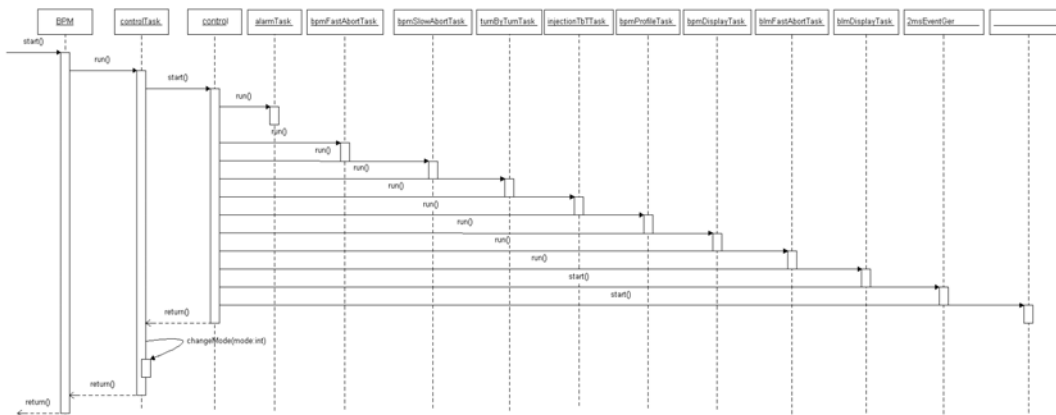 BPM
controlTask
control
alarmTask
bpmFastAbortTask
bpmSlowAbortTask
turnByTurnTask
injectionTbTTask
bpmProfileTask
bpmDisplayTask
blmFastAbortTask
blmDisplayTask
2msEventGer
start()
run()
start()
run()
run()
run()
run()
run()
run()
run()
run()
run()
start()
start()
return()
changeMode(mode:int)
return()
return()